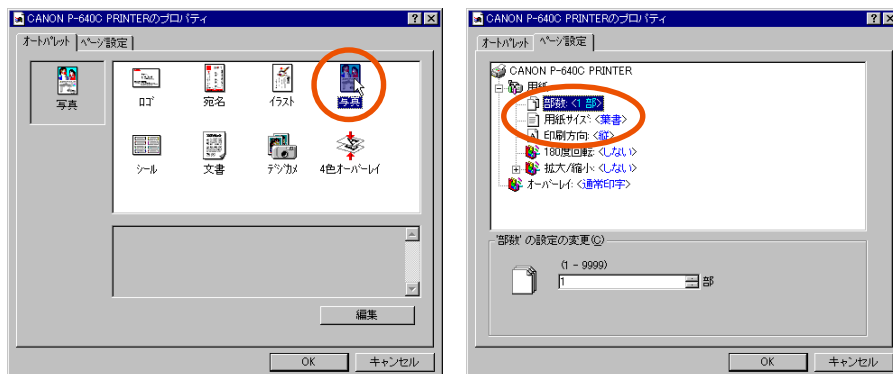 CANON P-640C PRINTERのプロパティ
オートパレット
ページ設定
写真
ロゴ
宛名
イラスト
写真
シール
文書
デジカメ
4色オーバーレイ
編集
OK
キャンセル
CANON P-640C PRINTERのプロパティ
オートパレット
ページ設定
CANON P-640C PRINTER
用紙
部数: <1 部>
用紙サイズ: <葉書>
印刷方向: <縦>
180度回転: <しない>
拡大/縮小: <しない>
オーバーレイ: <通常印字>
'部数' の設定の変更(C)
(1 - 9999)
1
部
OK
キャンセル